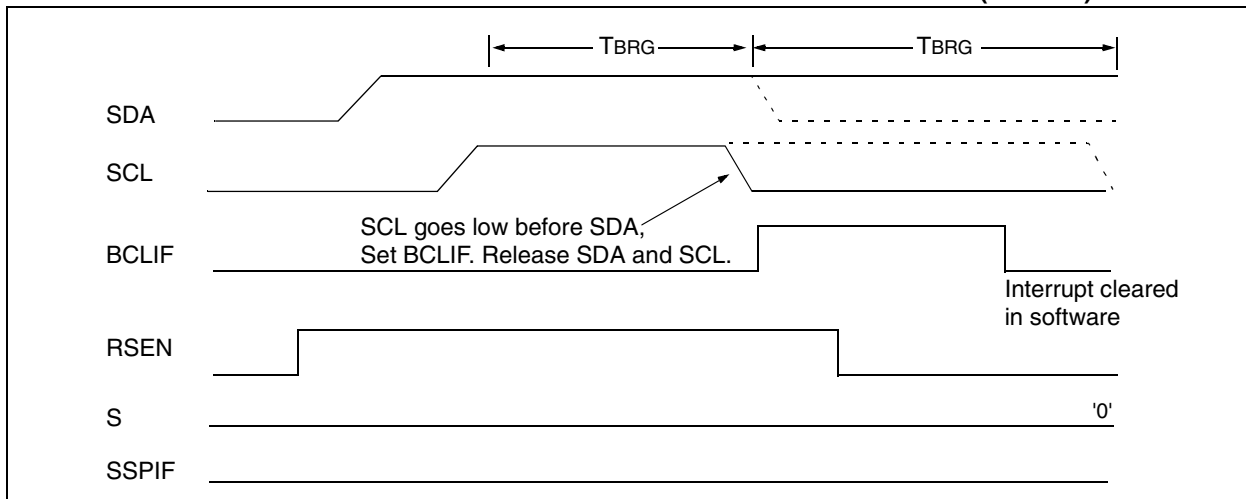 TBRG TBRG
SDA
SCL
SCL goes low before SDA,
Set BCLIF. Release SDA and SCL.
BCLIF
Interrupt cleared
in software
RSEN
S '0'
SSPIF